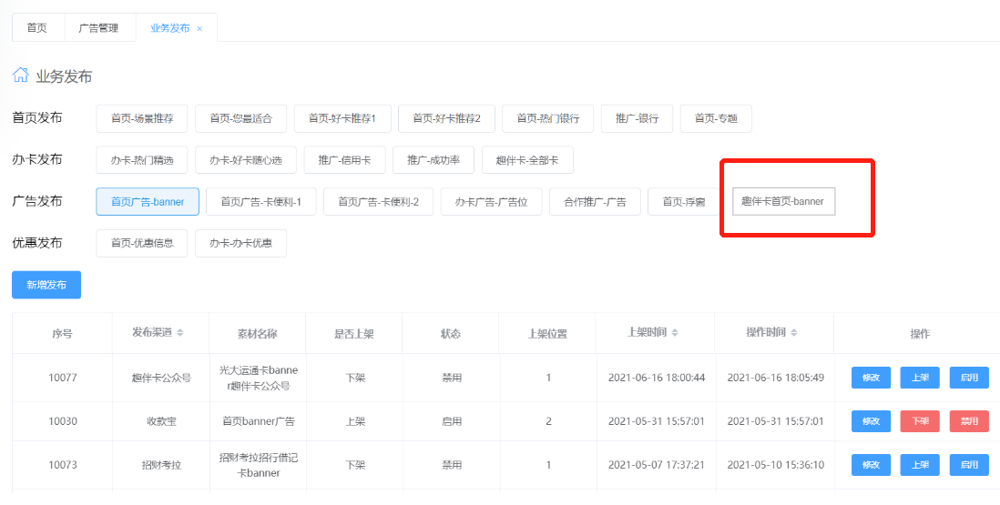 首页 广告管理 业务发布 ×
业务发布
首页发布 首页-场景推荐 首页-您最适合 首页-好卡推荐1 首页-好卡推荐2 首页-热门银行 推广-银行 首页-专题
办卡发布 办卡-热门精选 办卡-好卡随心选 推广-信用卡 推广-成功率 趣伴卡-全部卡
广告发布 首页广告-banner 首页广告-卡便利-1 首页广告-卡便利-2 办卡广告-广告位 合作推广-广告 首页-浮窗 趣伴卡首页-banner
优惠发布 首页-优惠信息 办卡-办卡优惠
新增发布
序号 发布渠道 素材名称 是否上架 状态 上架位置 上架时间 操作时间 操作
10077 趣伴卡公众号 光大运通卡banne
r趣伴卡公众号 下架 禁用 1 2021-06-16 18:00:44 2021-06-16 18:05:49 修改 上架 启用
10030 收款宝 首页banner广告 上架 启用 2 2021-05-31 15:57:01 2021-05-31 15:57:01 修改 下架 禁用
10073 招财考拉 招财考拉招行借记
卡banner 下架 禁用 1 2021-05-07 17:37:21 2021-05-10 15:36:10 修改 上架 启用